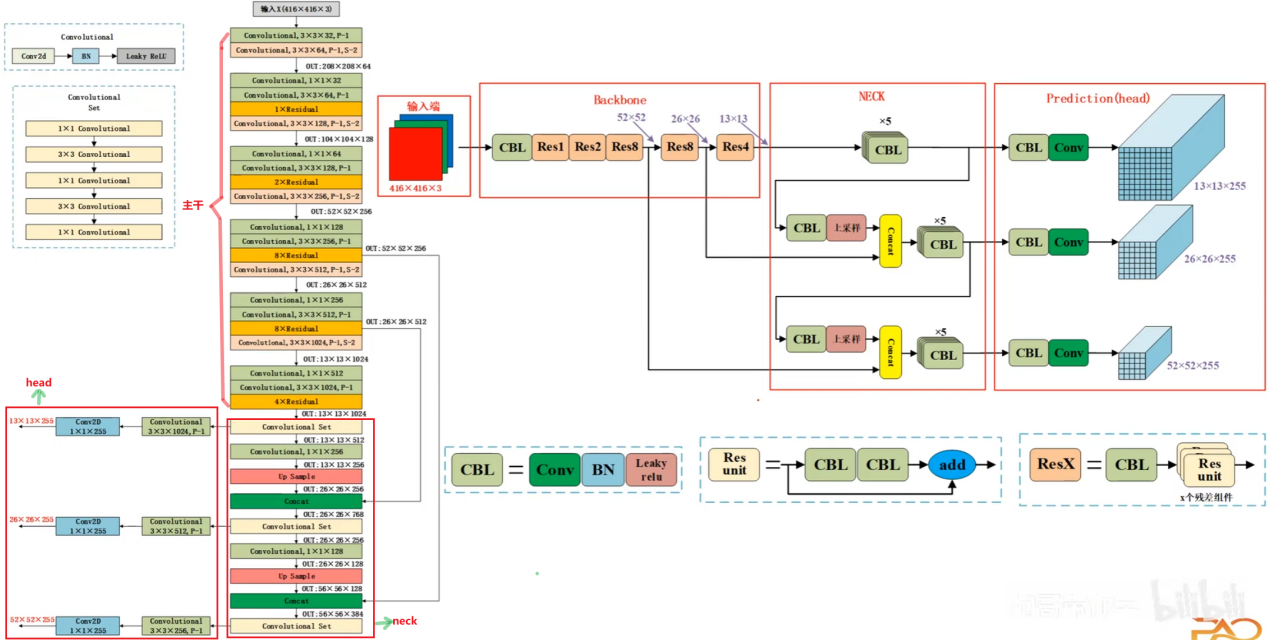 输入X(416×416×3)
Convolutional
Conv2d
BN
Leaky ReLU
Convolutional
Set
1×1 Convolutional
3×3 Convolutional
1×1 Convolutional
3×3 Convolutional
1×1 Convolutional
主干
Convolutional, 3×3×32, P-1
Convolutional, 3×3×64, P-1, S-2
OUT:208×208×64
Convolutional, 1×1×32
Convolutional, 3×3×64, P-1
1×Residual
Convolutional, 3×3×128, P-1, S-2
OUT:104×104×128
Convolutional, 1×1×64
Convolutional, 3×3×128, P-1
2×Residual
Convolutional, 3×3×256, P-1, S-2
OUT:52×52×256
Convolutional, 1×1×128
Convolutional, 3×3×256, P-1
8×Residual
Convolutional, 3×3×512, P-1, S-2
OUT:52×52×256
OUT:26×26×512
Convolutional, 1×1×256
Convolutional, 3×3×512, P-1
8×Residual
Convolutional, 3×3×1024, P-1, S-2
OUT:26×26×512
OUT:13×13×1024
Convolutional, 1×1×512
Convolutional, 3×3×1024, P-1
4×Residual
OUT:13×13×1024
Convolutional Set
OUT:13×13×512
Convolutional, 1×1×256
OUT:13×13×256
Up Sample
OUT:26×26×256
Concat
OUT:26×26×768
Convolutional Set
OUT:26×26×256
Convolutional, 1×1×128
OUT:26×26×128
Up Sample
OUT:56×56×128
Concat
OUT:56×56×384
Convolutional Set
neck
head
13×13×255
Conv2D
1×1×255
Convolutional
3×3×1024, P-1
26×26×255
Conv2D
1×1×255
Convolutional
3×3×512, P-1
52×52×255
Conv2D
1×1×255
Convolutional
3×3×256, P-1
输入端
416×416×3
Backbone
52×52
26×26
13×13
CBL
Res1
Res2
Res8
Res8
Res4
NECK
×5
CBL
CBL
上采样
Concat
×5
CBL
CBL
上采样
Concat
×5
CBL
Prediction(head)
CBL
Conv
13×13×255
CBL
Conv
26×26×255
CBL
Conv
52×52×255
CBL
=
Conv
BN
Leaky
relu
Res
unit
=
CBL
CBL
add
ResX
=
CBL
Res
unit
x个残差组件
bilibili